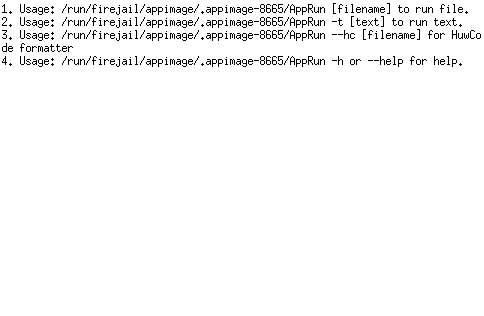 1. Usage: /run/firejail/appimage/.appimage-8665/AppRun [filename] to run file.
2. Usage: /run/firejail/appimage/.appimage-8665/AppRun -t [text] to run text.
3. Usage: /run/firejail/appimage/.appimage-8665/AppRun --hc [filename] for HuwCo
de formatter
4. Usage: /run/firejail/appimage/.appimage-8665/AppRun -h or --help for help.